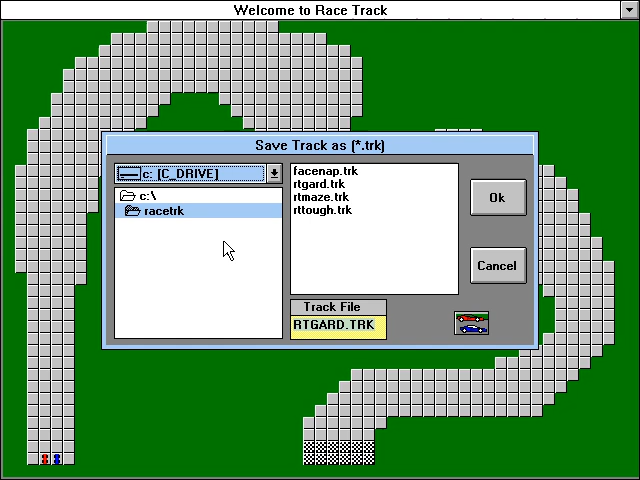 Welcome to Race Track
Save Track as (*.trk)
c: [C_DRIVE]
c:\
racetrk
facenap.trk
rtgard.trk
rtmaze.trk
rttough.trk
Ok
Cancel
Track File
RTGARD.TRK